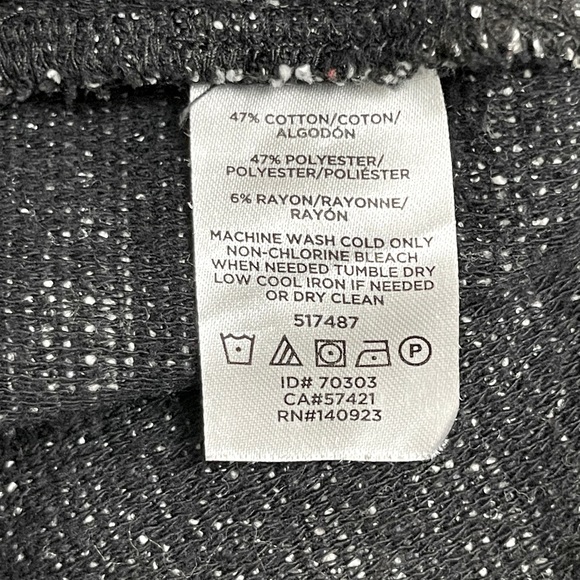 47% COTTON/COTON/
ALGODÓN
47% POLYESTER/
POLYESTER/POLIÉSTER
6% RAYON/RAYONNE/
RAYÓN
MACHINE WASH COLD ONLY
NON-CHLORINE BLEACH
WHEN NEEDED TUMBLE DRY
LOW COOL IRON IF NEEDED
OR DRY CLEAN
517487
P
ID# 70303
CA#57421
RN#140923